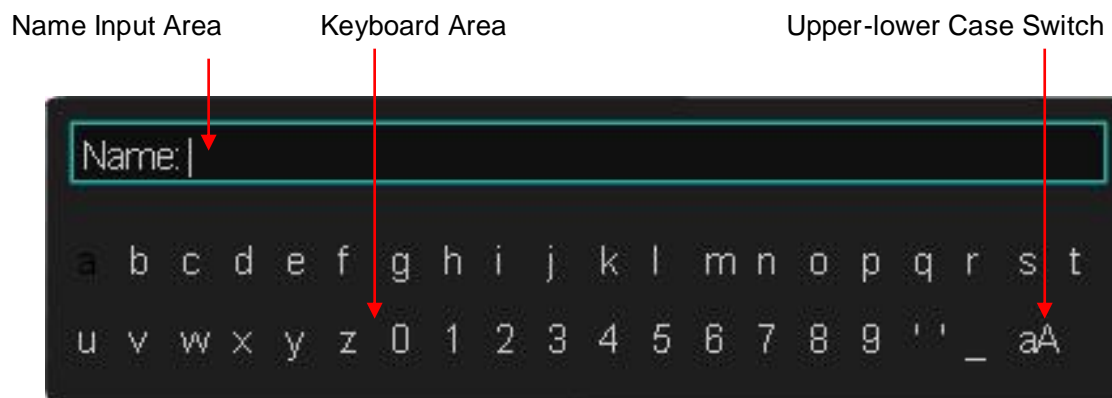 Name Input Area Keyboard Area Upper-lower Case Switch
Name:
a b c d e f g h i j k l m n o p q r s t
u v w x y z 0 1 2 3 4 5 6 7 8 9 ' ' _ aA